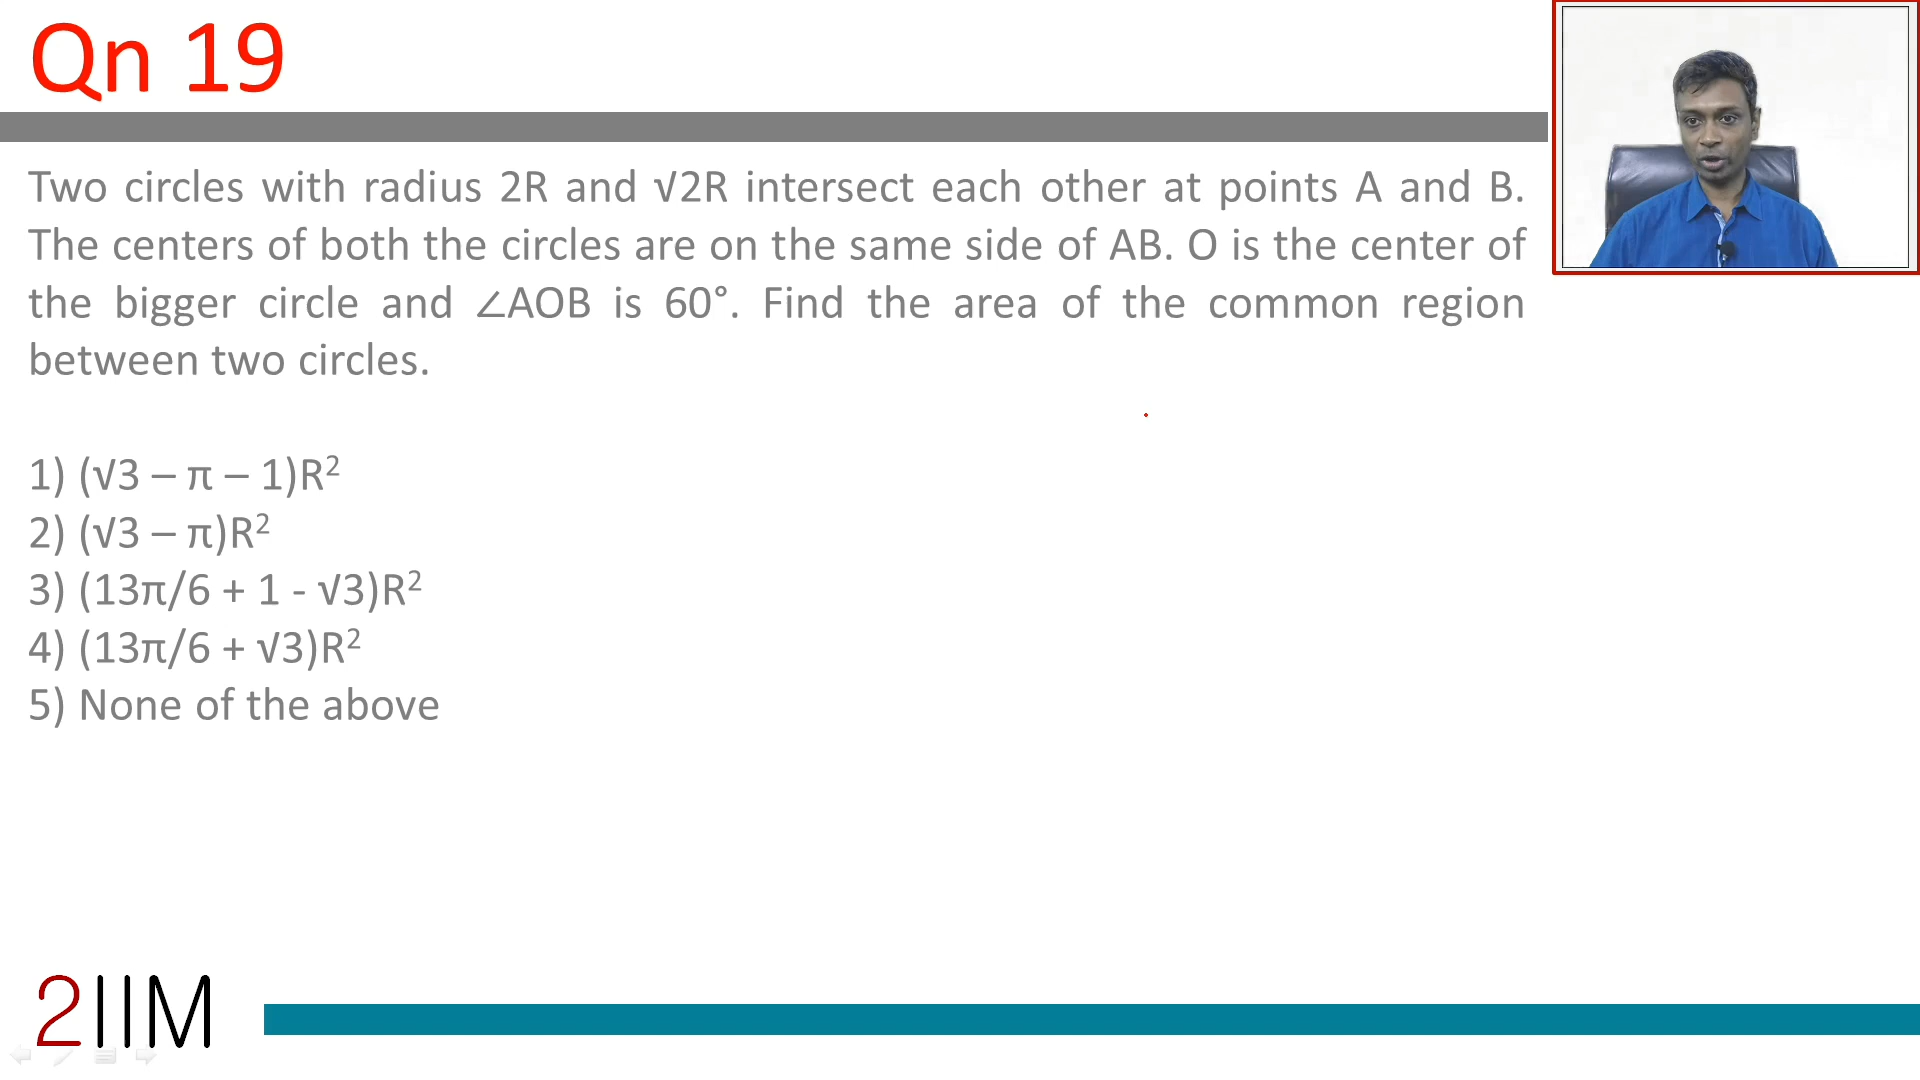 Qn 19
Two circles with radius 2R and √2R intersect each other at points A and B.
The centers of both the circles are on the same side of AB. O is the center of
the bigger circle and ∠AOB is 60°. Find the area of the common region
between two circles.
1) (√3 – π – 1)R²
2) (√3 – π)R²
3) (13π/6 + 1 - √3)R²
4) (13π/6 + √3)R²
5) None of the above
2IIM